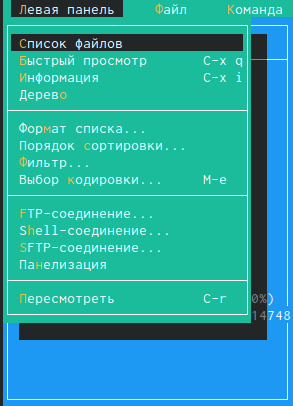 Левая панель Файл Команда
Список файлов
Быстрый просмотр C-x q
Информация C-x i
Дерево
Формат списка...
Порядок сортировки...
Фильтр...
Выбор кодировки... M-e
FTP-соединение...
Shell-соединение...
SFTP-соединение...
Панелизация
Пересмотреть C-r
0%)
14748